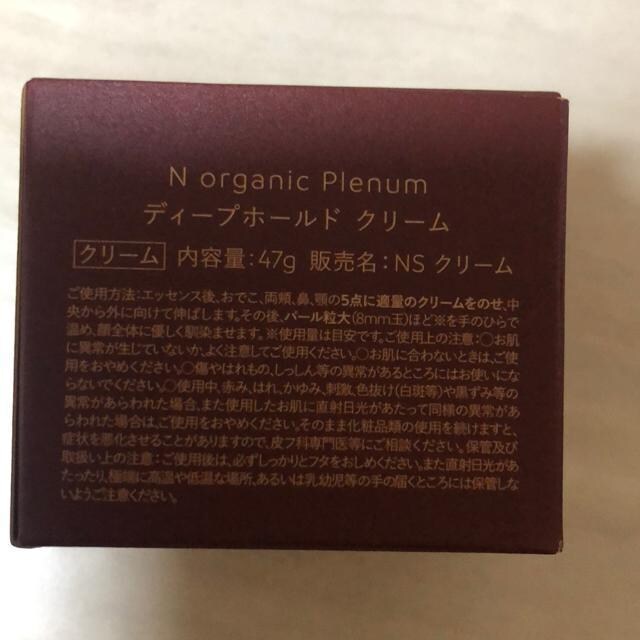 N organic Plenum
ディープホールド クリーム
クリーム 内容量:47g 販売名:NS クリーム
ご使用方法:エッセンス後、おでこ、両頬、鼻、顎の5点に適量のクリームをのせ、中
央から外に向けて伸ばします。その後、パール粒大(8mm玉)ほど※を手のひらで
温め、顔全体に優しく馴染ませます。※使用量は目安です。ご使用上の注意:○お肌
に異常が生じていないか、よく注意してご使用ください。○お肌に合わないときは、ご使
用をおやめください。○傷やはれもの、しっしん等の異常があるところにはお使いにな
らないでください。○使用中、赤み、はれ、かゆみ、刺激、色抜け(白斑等)や黒ずみ等の
異常があらわれた場合、また使用したお肌に直射日光があたって同様の異常があ
らわれた場合は、ご使用をおやめください。そのまま化粧品類の使用を続けますと、
症状を悪化させることがありますので、皮フ科専門医等にご相談ください。保管及び
取扱い上の注意:ご使用後は、必ずしっかりとフタをおしめください。また直射日光があ
たったり、極端に高温や低温な場所、あるいは乳幼児等の手の届くところには保管しな
いようご注意ください。